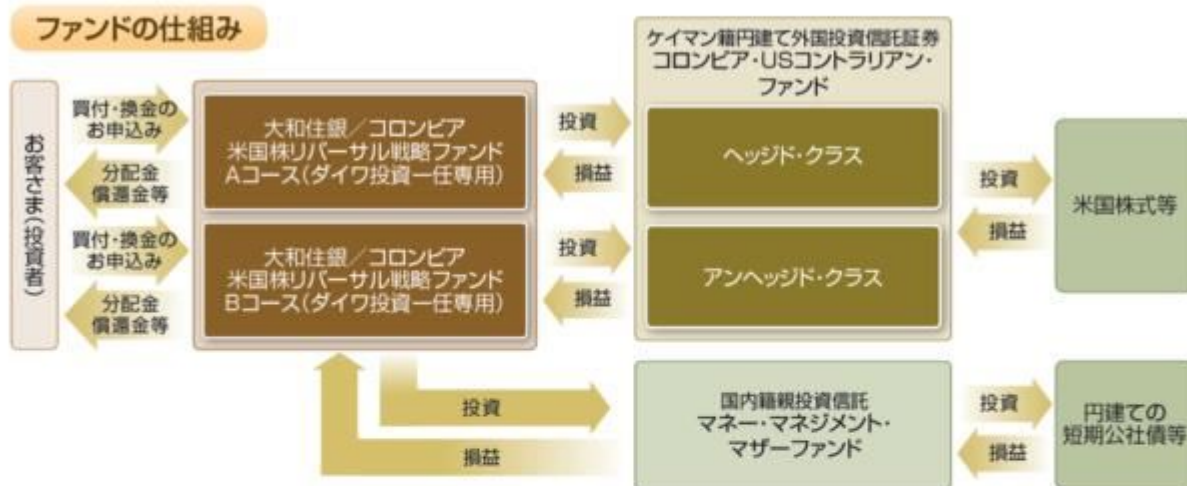 ファンドの仕組み
お客さま(投資者)
買付・換金の
お申込み
分配金
償還金等
買付・換金の
お申込み
分配金
償還金等
大和住銀/コロンビア
米国株リバーサル戦略ファンド
Aコース(ダイワ投資一任専用)
大和住銀/コロンビア
米国株リバーサル戦略ファンド
Bコース(ダイワ投資一任専用)
投資
損益
投資
損益
ケイマン籍円建て外国投資信託証券
コロンビア・USコントラリアン・
ファンド
ヘッジド・クラス
アンヘッジド・クラス
投資
損益
米国株式等
投資
損益
国内籍親投資信託
マネー・マネジメント・
マザーファンド
投資
損益
円建ての
短期公社債等